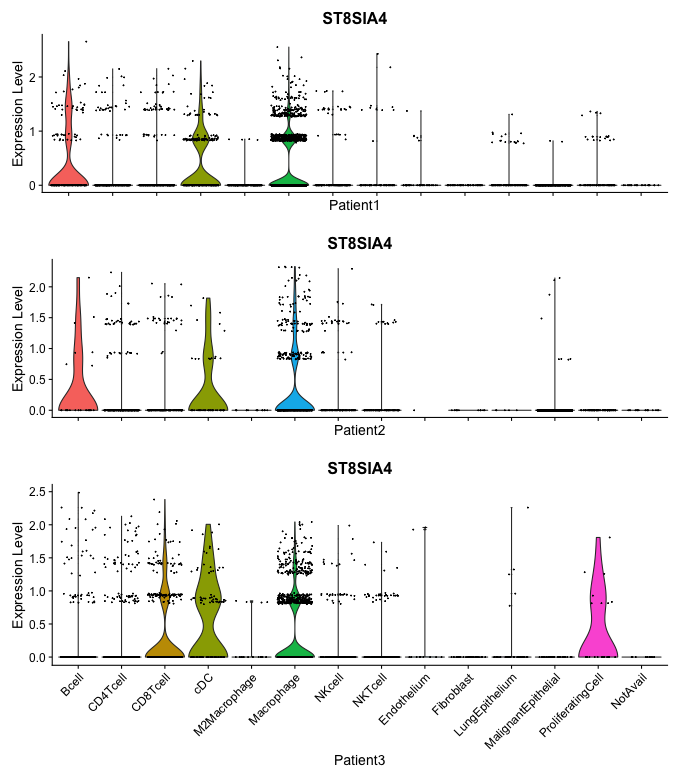 ST8SIA4
Expression Level
2
1
0
Patient1
ST8SIA4
Expression Level
2.0
1.5
1.0
0.5
0.0
Patient2
ST8SIA4
Expression Level
2.5
2.0
1.5
1.0
0.5
0.0
Bcell
CD4Tcell
CD8Tcell
cDC
M2Macrophage
Macrophage
NKcell
NKTcell
Endothelium
Fibroblast
LungEpithelium
MalignantEpithelial
ProliferatingCell
NotAvail
Patient3